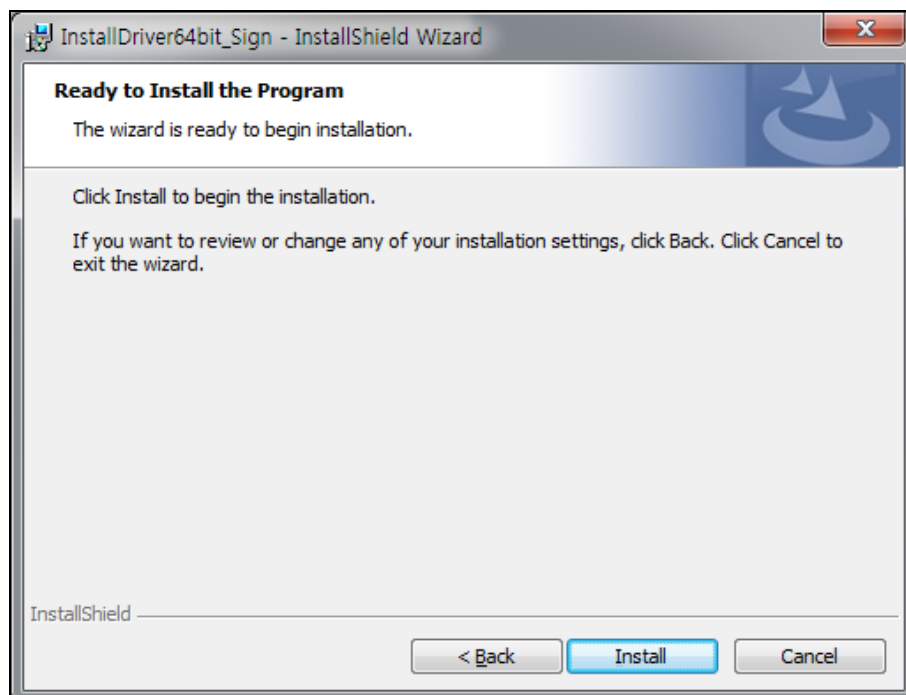 InstallDriver64bit_Sign - InstallShield Wizard
Ready to Install the Program
The wizard is ready to begin installation.
Click Install to begin the installation.
If you want to review or change any of your installation settings, click Back. Click Cancel to
exit the wizard.
InstallShield
< Back
Install
Cancel